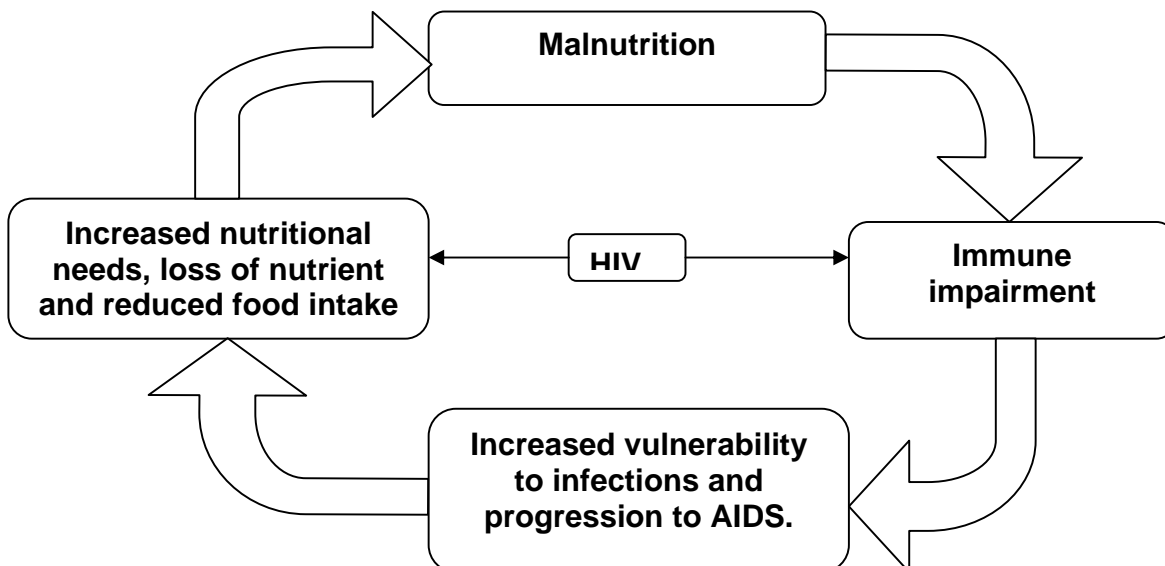 Malnutrition
Increased nutritional
needs, loss of nutrient
and reduced food intake
HIV
Immune
impairment
Increased vulnerability
to infections and
progression to AIDS.